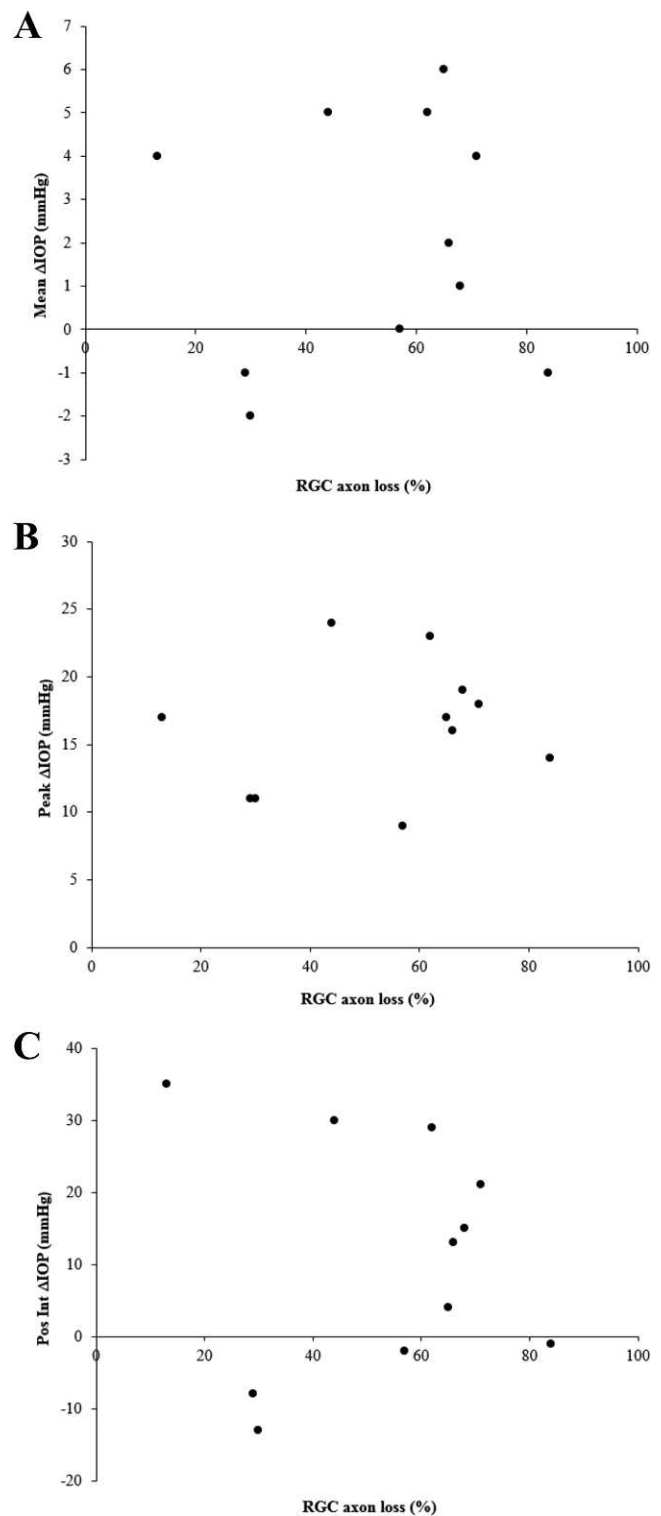 A
7
6
5
4
3
2
1
0
-1
-2
-3
0 20 40 60 80 100
Mean ΔIOP (mmHg)
RGC axon loss (%)
B
30
25
20
15
10
5
0
0 20 40 60 80 100
Peak ΔIOP (mmHg)
RGC axon loss (%)
C
40
30
20
10
0
-10
-20
0 20 40 60 80 100
Pos Int ΔIOP (mmHg)
RGC axon loss (%)